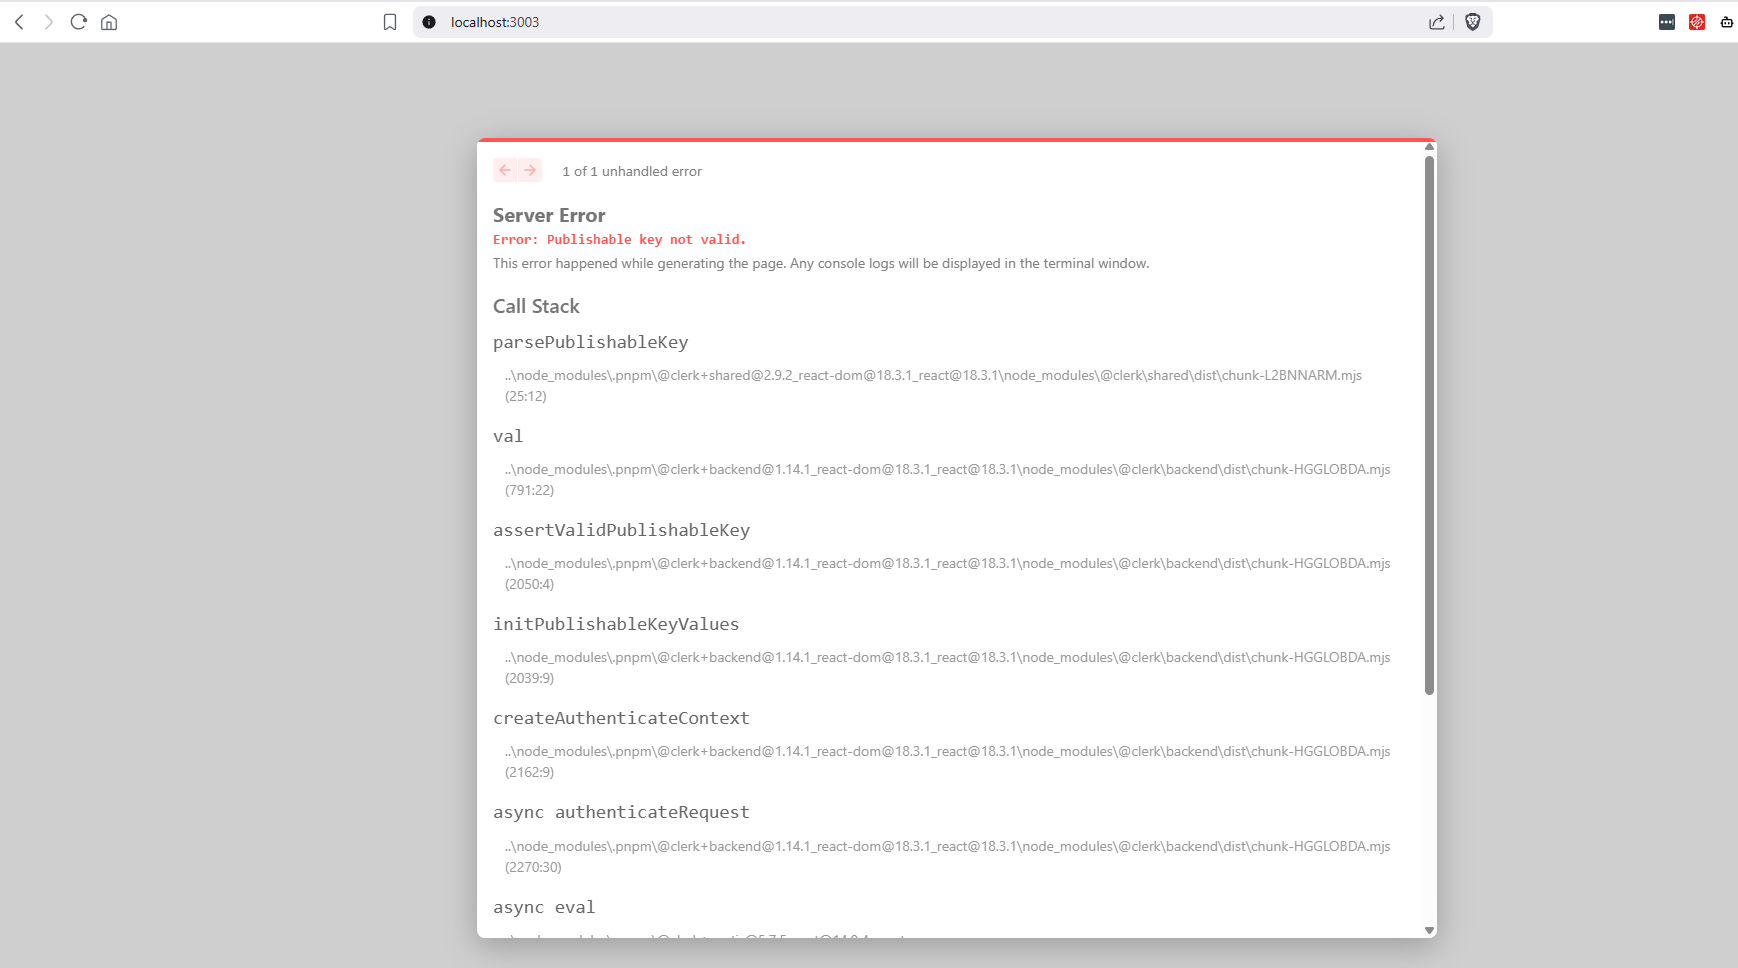 localhost:3003
1 of 1 unhandled error
Server Error
Error: Publishable key not valid.
This error happened while generating the page. Any console logs will be displayed in the terminal window.
Call Stack
parsePublishableKey
..\node_modules\.pnpm\@clerk+shared@2.9.2_react-dom@18.3.1_react@18.3.1\node_modules\@clerk\shared\dist\chunk-L2BNNARM.mjs
(25:12)
val
..\node_modules\.pnpm\@clerk+backend@1.14.1_react-dom@18.3.1_react@18.3.1\node_modules\@clerk\backend\dist\chunk-HGGLOBDA.mjs
(791:22)
assertValidPublishableKey
..\node_modules\.pnpm\@clerk+backend@1.14.1_react-dom@18.3.1_react@18.3.1\node_modules\@clerk\backend\dist\chunk-HGGLOBDA.mjs
(2050:4)
initPublishableKeyValues
..\node_modules\.pnpm\@clerk+backend@1.14.1_react-dom@18.3.1_react@18.3.1\node_modules\@clerk\backend\dist\chunk-HGGLOBDA.mjs
(2039:9)
createAuthenticateContext
..\node_modules\.pnpm\@clerk+backend@1.14.1_react-dom@18.3.1_react@18.3.1\node_modules\@clerk\backend\dist\chunk-HGGLOBDA.mjs
(2162:9)
async authenticateRequest
..\node_modules\.pnpm\@clerk+backend@1.14.1_react-dom@18.3.1_react@18.3.1\node_modules\@clerk\backend\dist\chunk-HGGLOBDA.mjs
(2270:30)
async eval